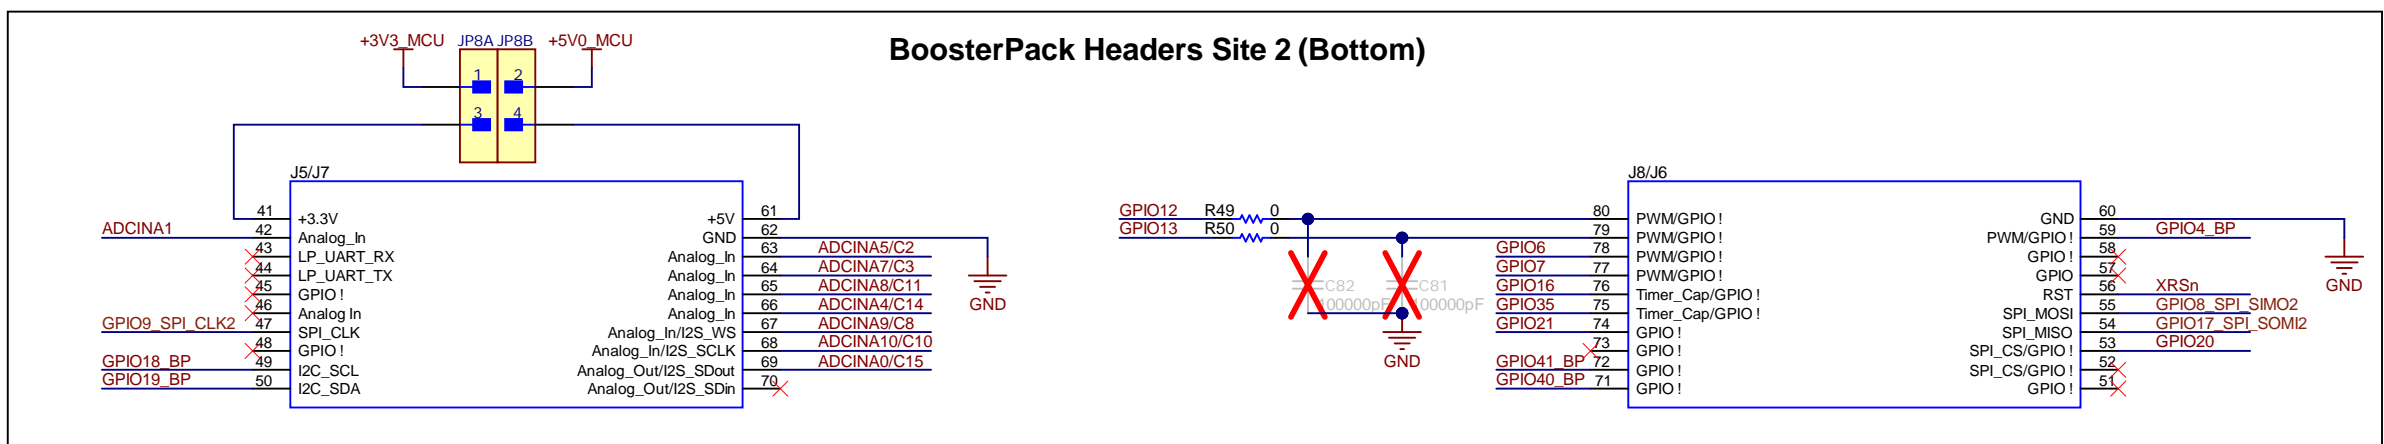 BoosterPack Headers Site 2 (Bottom)
+3V3_MCU JP8A JP8B +5V0_MCU
1 2
3 4
J5/J7
ADCINA1
GPIO9_SPI_CLK2
GPIO18_BP
GPIO19_BP
41 +3.3V
42 Analog_In
43 LP_UART_RX
44 LP_UART_TX
45 GPIO !
46 Analog In
47 SPI_CLK
48 GPIO !
49 I2C_SCL
50 I2C_SDA
+5V 61
GND 62
Analog_In 63 ADCINA5/C2
Analog_In 64 ADCINA7/C3
Analog_In 65 ADCINA8/C11
Analog_In 66 ADCINA4/C14
Analog_In/I2S_WS 67 ADCINA9/C8
Analog_In/I2S_SCLK 68 ADCINA10/C10
Analog_Out/I2S_SDout 69 ADCINA0/C15
Analog_Out/I2S_SDin 70
GND
J8/J6
GPIO12 R49 0 80 PWM/GPIO !
GPIO13 R50 0 79 PWM/GPIO !
GPIO6 78 PWM/GPIO !
GPIO7 77 PWM/GPIO !
GPIO16 76 Timer_Cap/GPIO !
GPIO35 75 Timer_Cap/GPIO !
GPIO21 74 GPIO !
73 GPIO !
GPIO41_BP 72 GPIO !
GPIO40_BP 71 GPIO !
C82 C81
100000pF 100000pF
GND
GND 60
PWM/GPIO ! 59 GPIO4_BP
GPIO ! 58
GPIO 57
RST 56 XRSn
SPI_MOSI 55 GPIO8_SPI_SIMO2
SPI_MISO 54 GPIO17_SPI_SOMI2
SPI_CS/GPIO ! 53 GPIO20
SPI_CS/GPIO ! 52
GPIO ! 51
GND